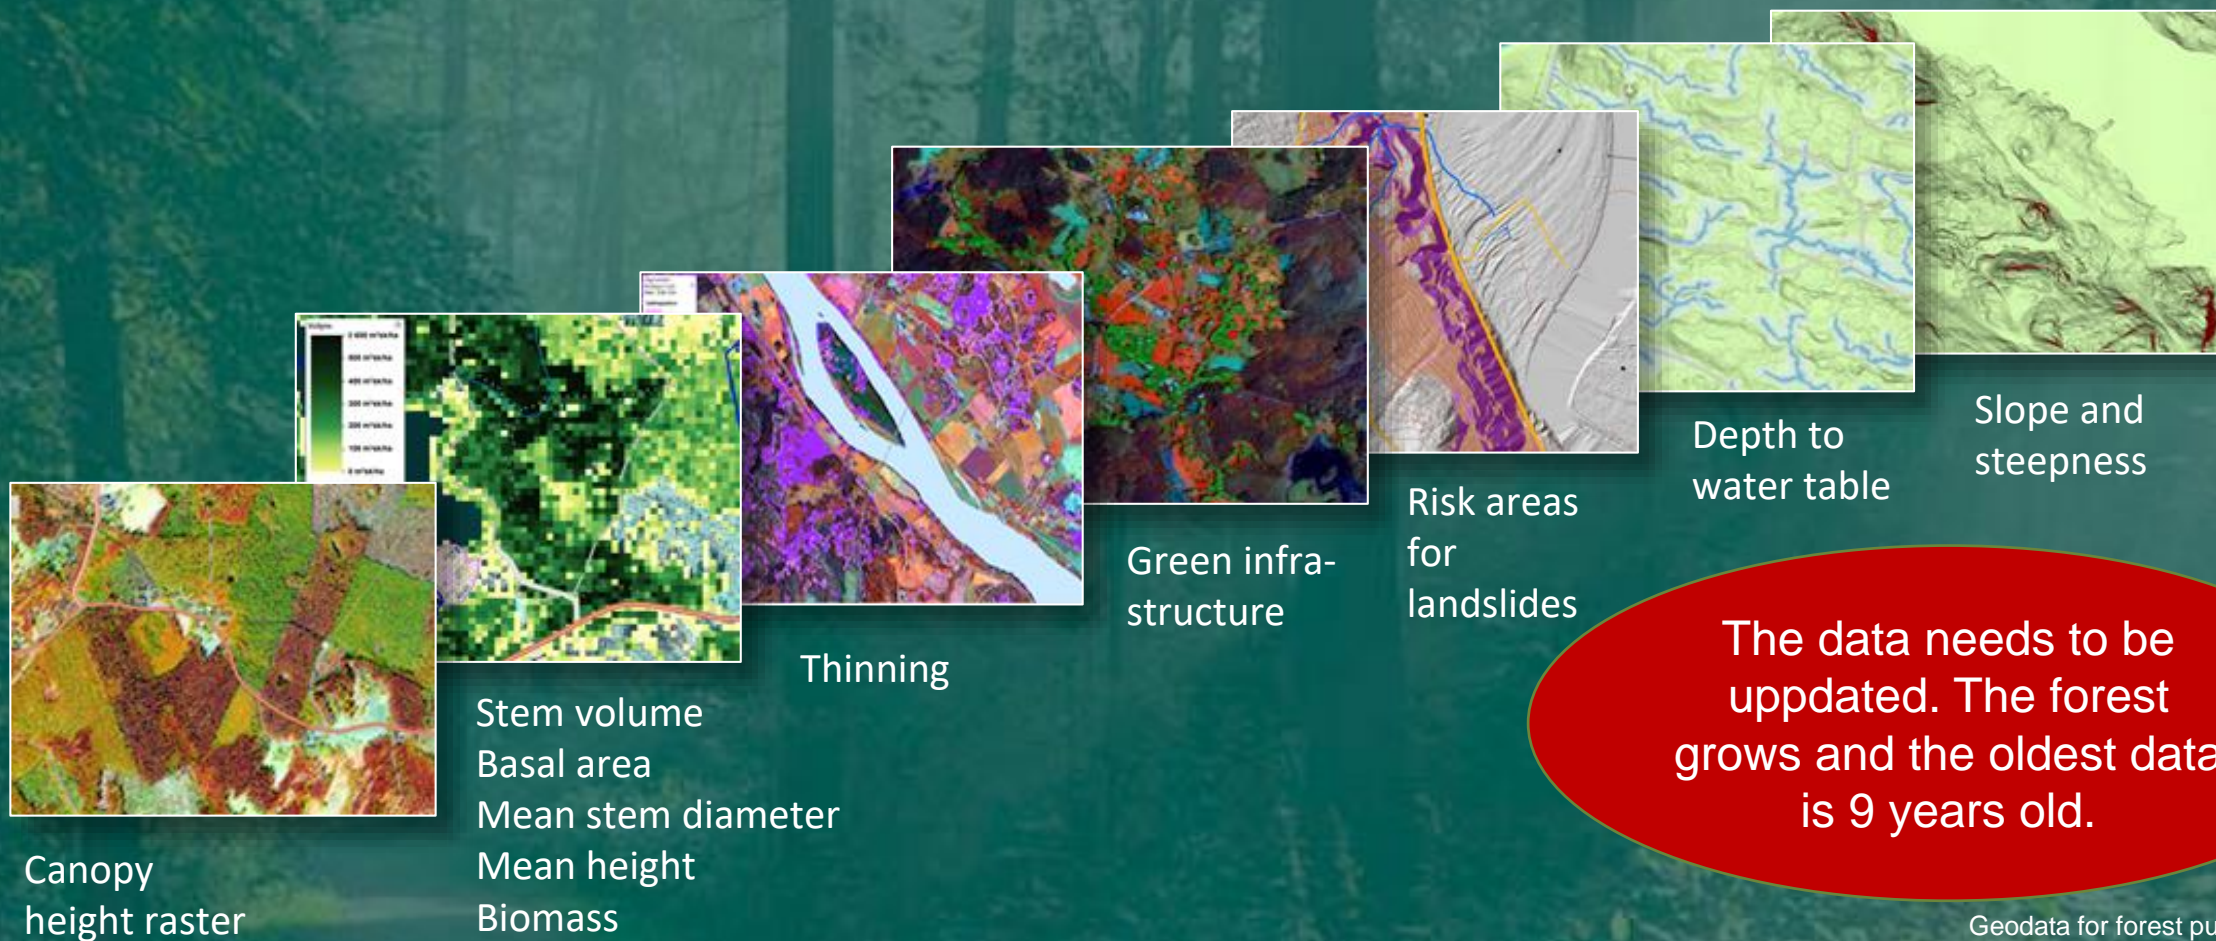 Canopy
height raster
Stem volume
Basal area
Mean stem diameter
Mean height
Biomass
Thinning
Green infra-
structure
Risk areas
for
landslides
Depth to
water table
Slope and
steepness
The data needs to be
uppdated. The forest
grows and the oldest data
is 9 years old.
Geodata for forest pu